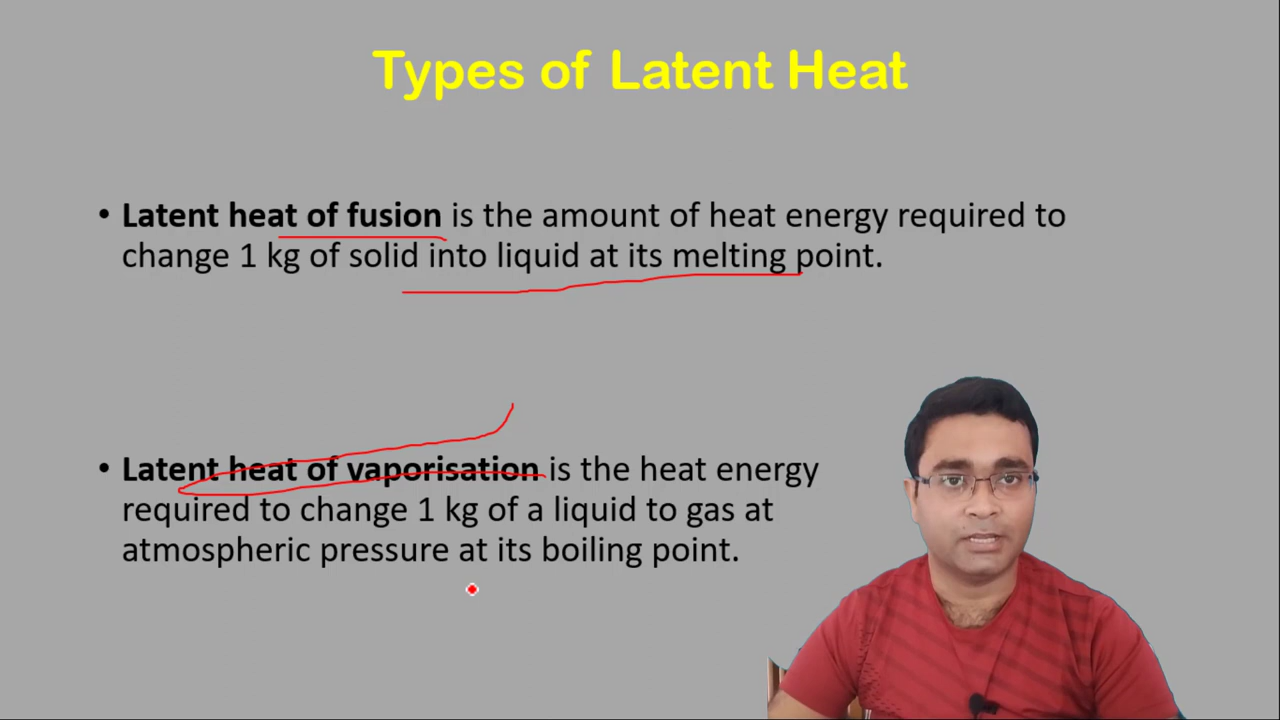 Types of Latent Heat
• Latent heat of fusion is the amount of heat energy required to
change 1 kg of solid into liquid at its melting point.
• Latent heat of vaporisation is the heat energy
required to change 1 kg of a liquid to gas at
atmospheric pressure at its boiling point.